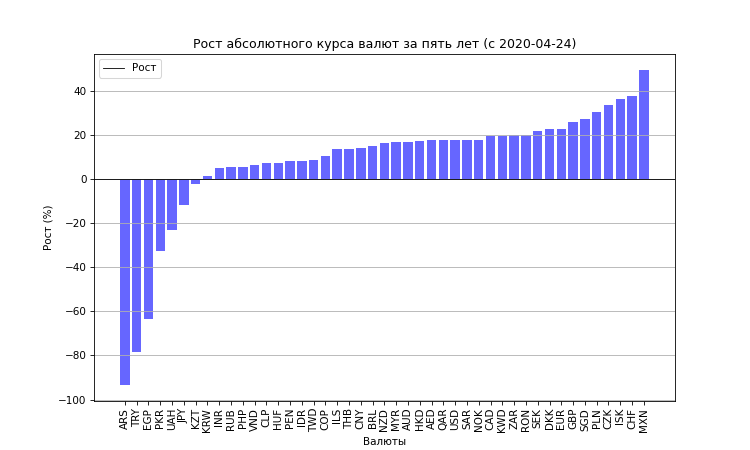 Рост абсолютного курса валют за пять лет (с 2020-04-24)
Рост
40
20
0
−20
−40
−60
−80
−100
Рост (%)
ARS TRY EGP PKR UAH JPY KZT KRW INR RUB PHP VND CLP HUF PEN IDR TWD COP ILS THB CNY BRL NZD MYR AUD HKD AED QAR USD SAR NOK CAD KWD ZAR RON SEK DKK EUR GBP SGD PLN CZK ISK CHF MXN
Валюты